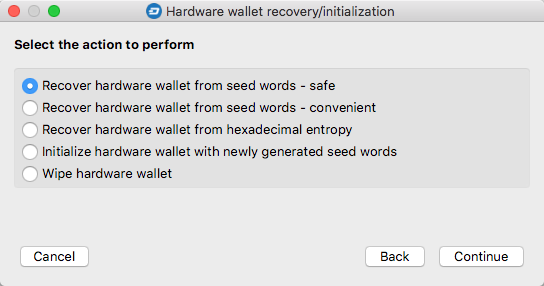 Hardware wallet recovery/initialization
Select the action to perform
Recover hardware wallet from seed words - safe
Recover hardware wallet from seed words - convenient
Recover hardware wallet from hexadecimal entropy
Initialize hardware wallet with newly generated seed words
Wipe hardware wallet
Cancel Back Continue